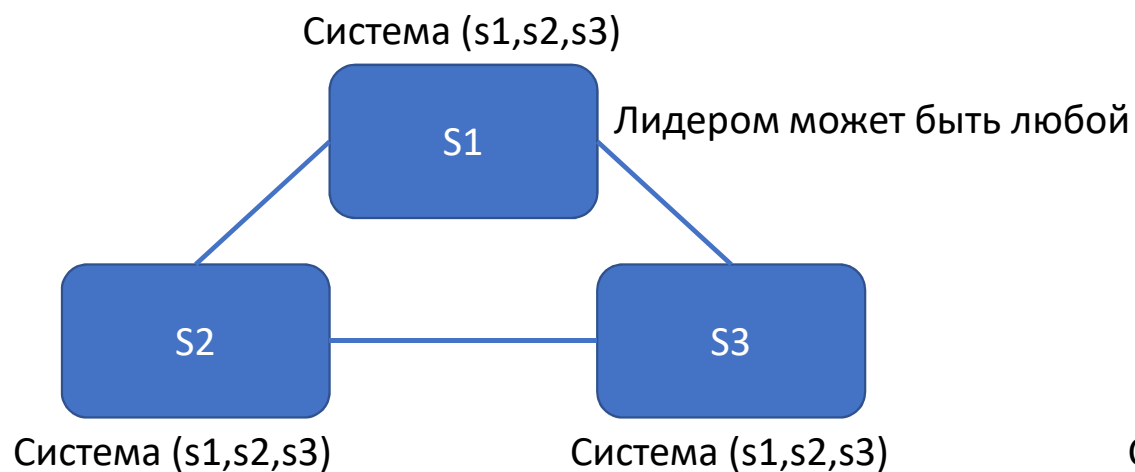 Система (s1,s2,s3)
S1
Лидером может быть любой
S2
S3
Система (s1,s2,s3)
Система (s1,s2,s3)